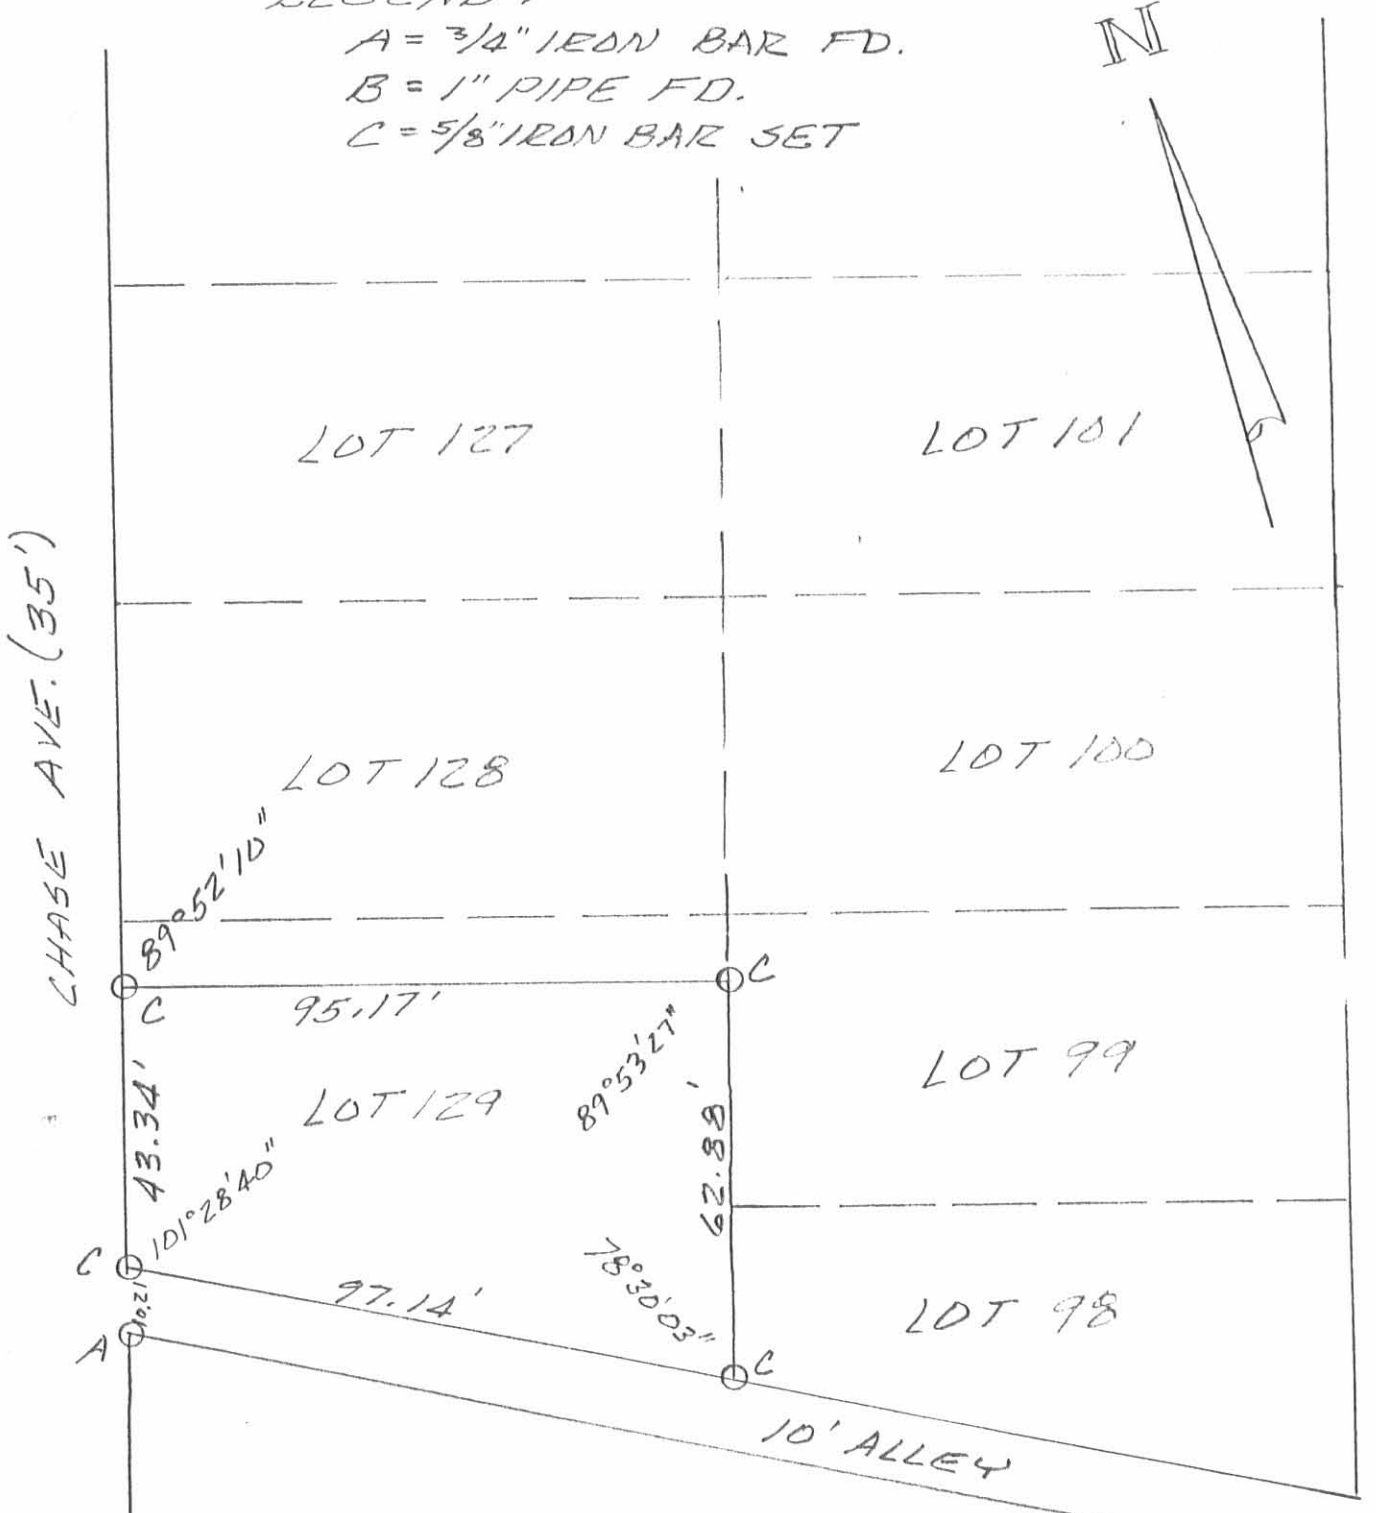 LEGEND:
A = 3/4" IRON BAR FD.
B = 1" PIPE FD.
C = 5/8" IRON BAR SET
N
LOT 127
LOT 101
CHASE AVE. (35')
LOT 128
LOT 100
89°52'10"
C
95.17'
C
43.34'
LOT 129
89°53'27"
62.88'
LOT 99
101°28'40"
C
97.14'
78°30'03"
LOT 98
10.21
A
C
10' ALLEY